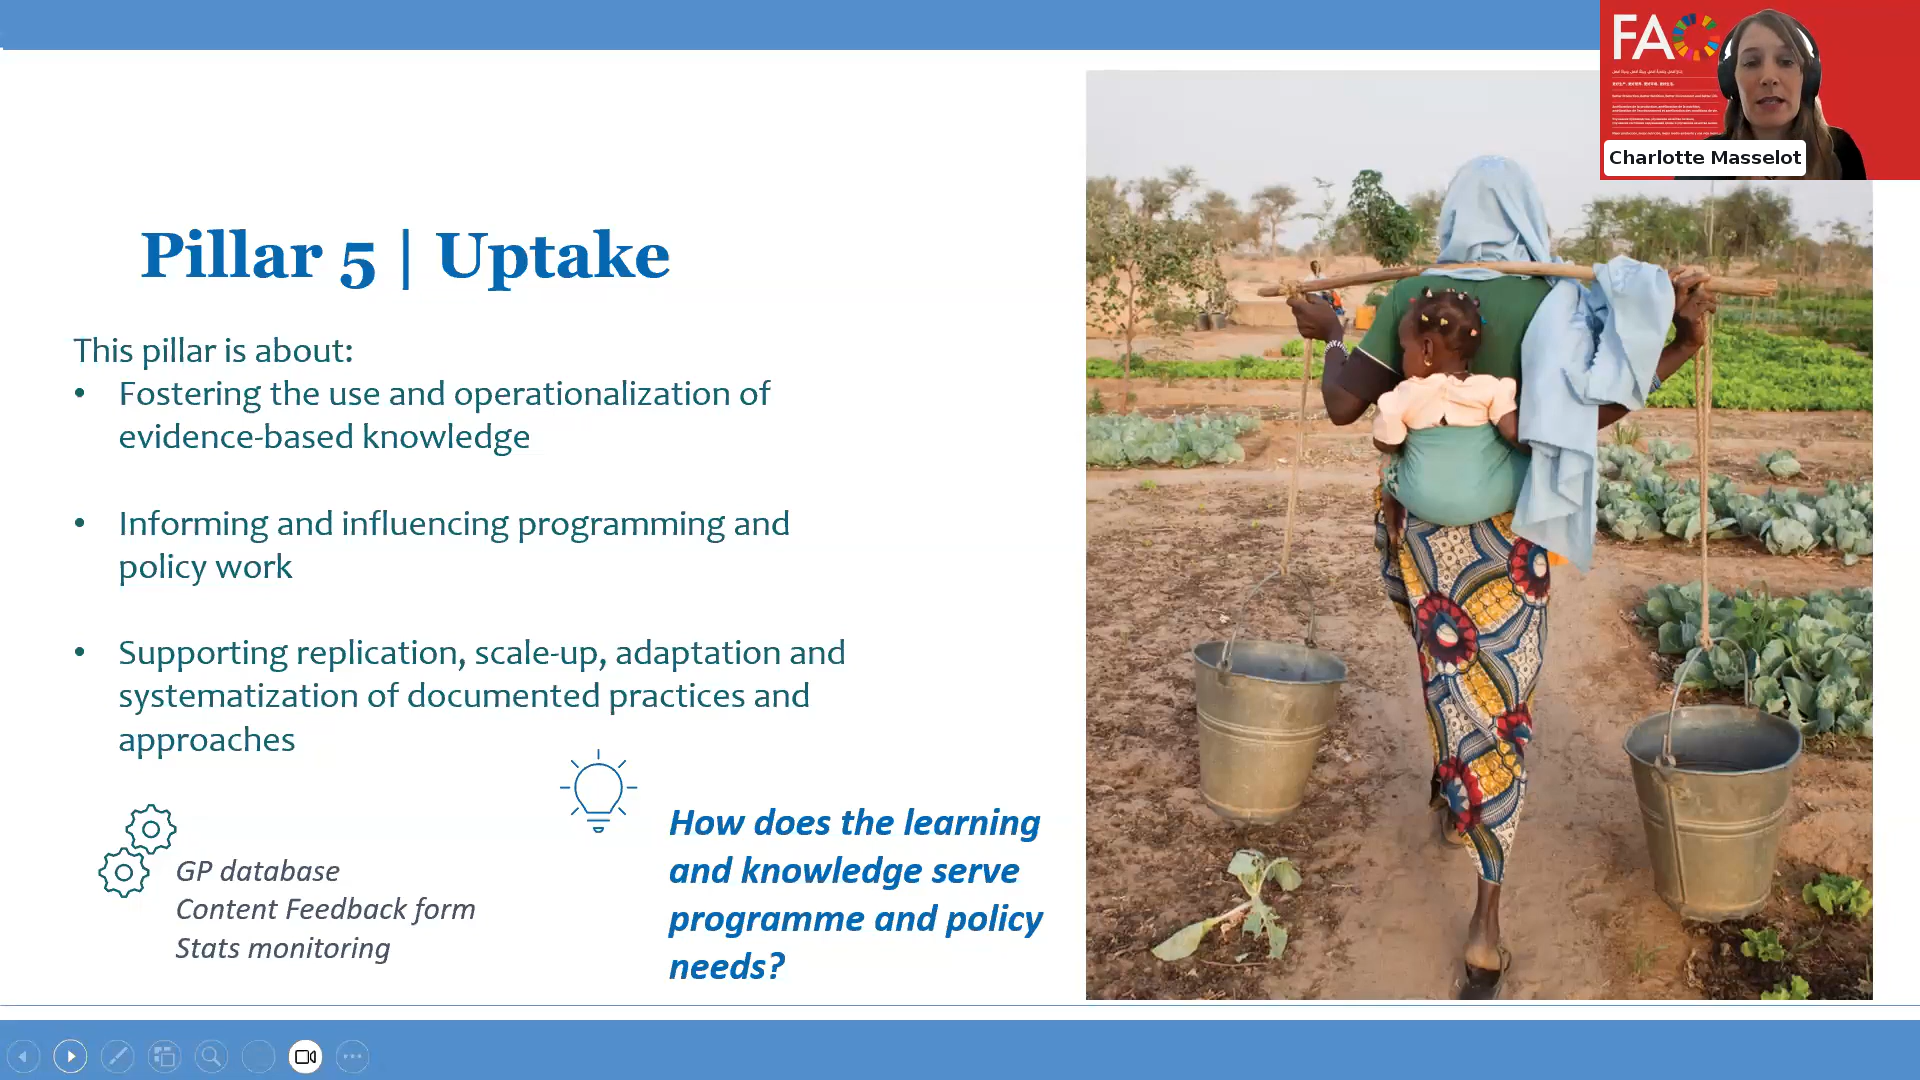 FAO
Charlotte Masselot
Pillar 5 | Uptake
This pillar is about:
• Fostering the use and operationalization of
evidence-based knowledge
• Informing and influencing programming and
policy work
• Supporting replication, scale-up, adaptation and
systematization of documented practices and
approaches
GP database
Content Feedback form
Stats monitoring
How does the learning
and knowledge serve
programme and policy
needs?